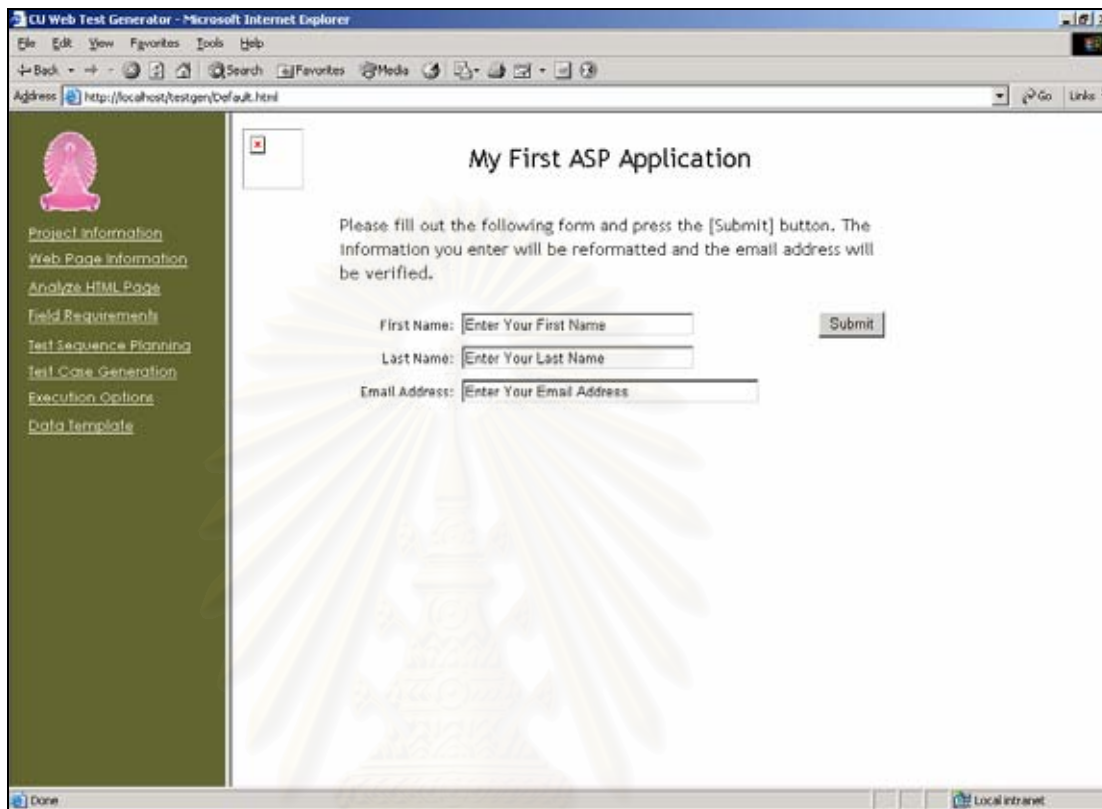 CU Web Test Generator - Microsoft Internet Explorer
File Edit View Favorites Tools Help
Back Search Favorites Media
Address http://localhost/testgen/Default.html Go Links
My First ASP Application
Please fill out the following form and press the [Submit] button. The
information you enter will be reformatted and the email address will
be verified.
First Name: Enter Your First Name Submit
Last Name: Enter Your Last Name
Email Address: Enter Your Email Address
Project Information
Web Page Information
Analyze HTML Page
Field Requirements
Test Sequence Planning
Test Case Generation
Execution Options
Data Template
Done Local intranet